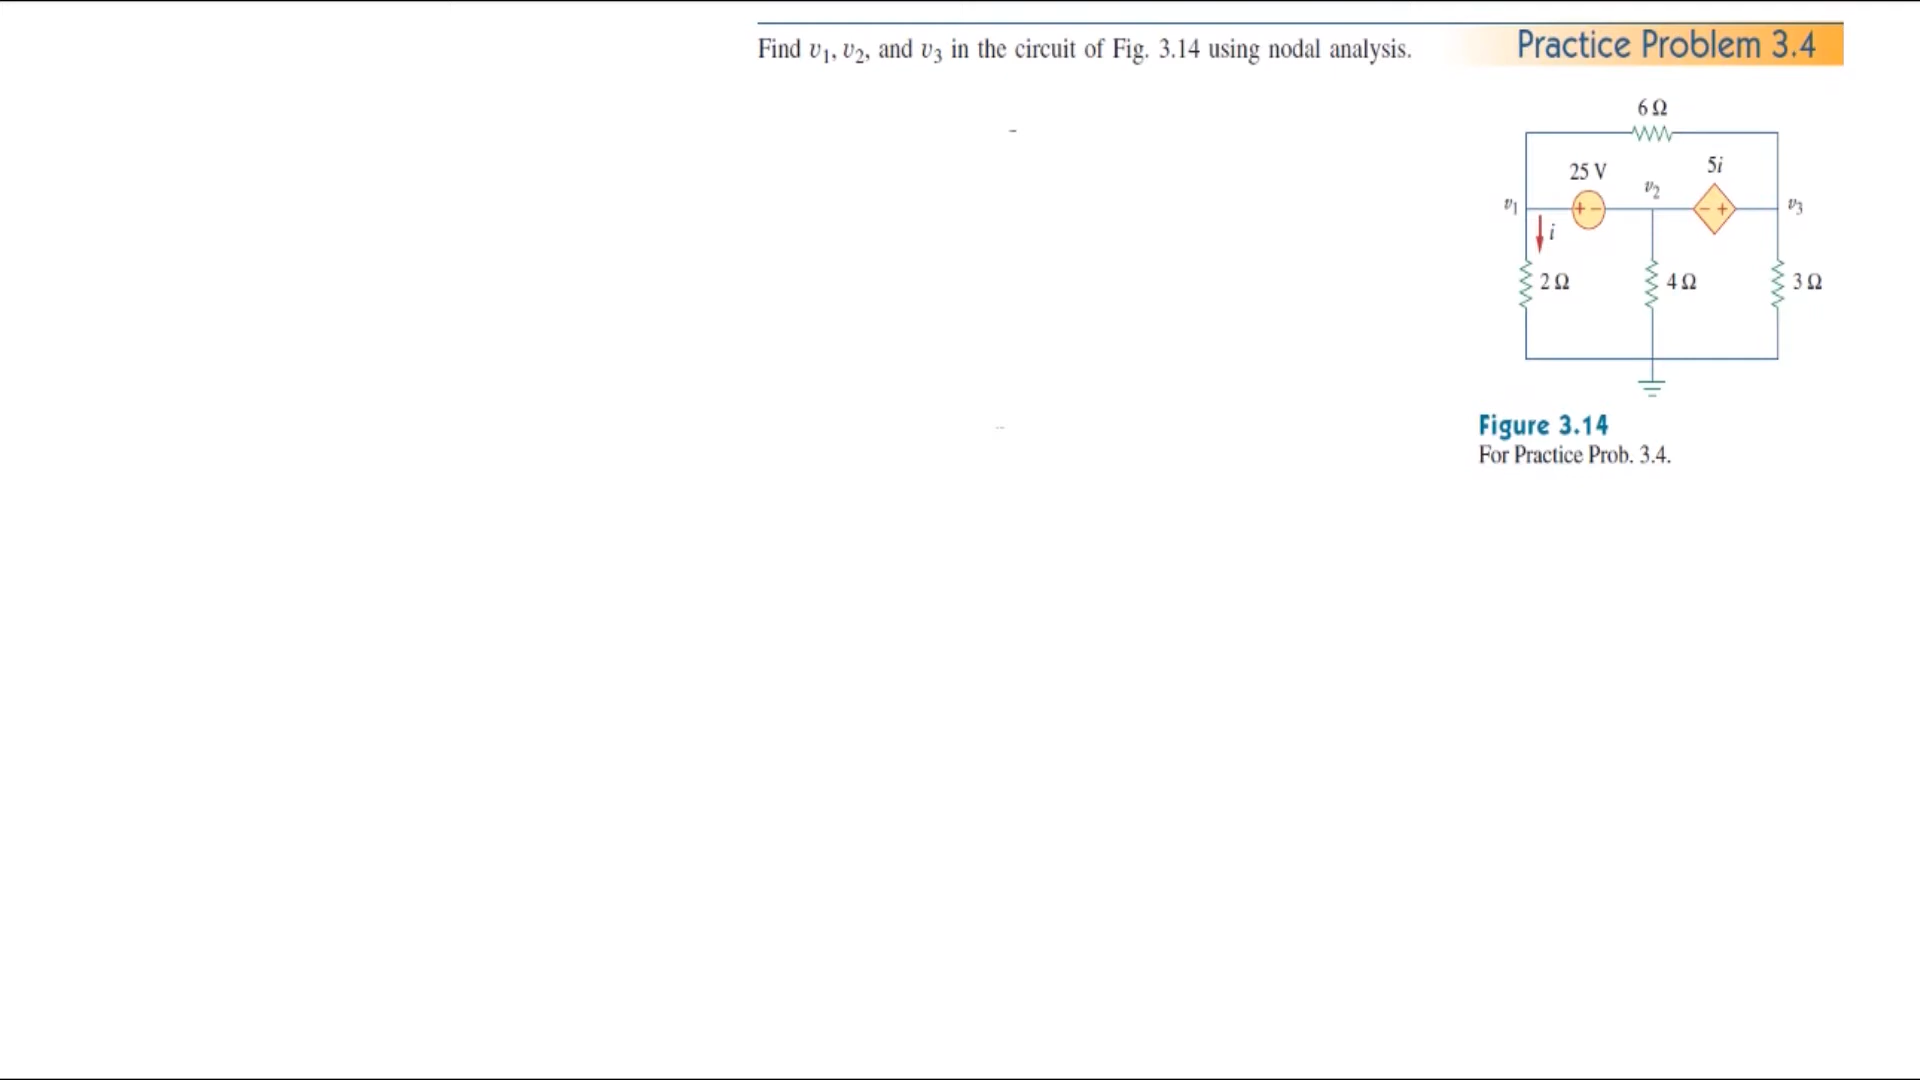 Find v₁, v₂, and v₃ in the circuit of Fig. 3.14 using nodal analysis.
Practice Problem 3.4
6 Ω
25 V
v₂
5i
v₁
+ −
− +
v₃
i
2 Ω
4 Ω
3 Ω
Figure 3.14
For Practice Prob. 3.4.